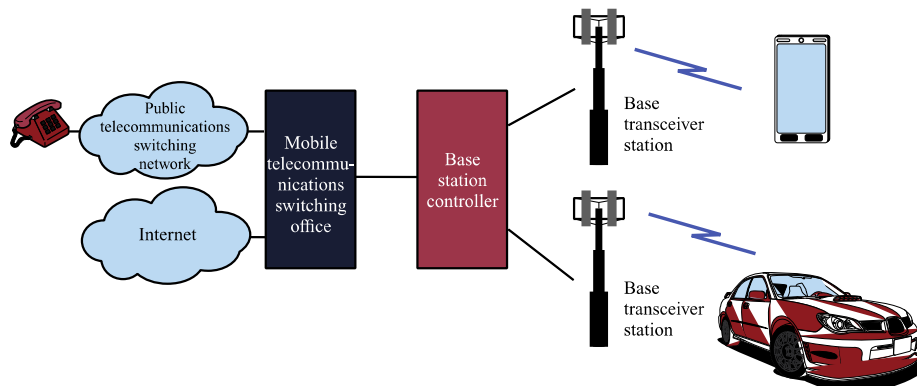 Public
telecommunications
switching
network
Internet
Mobile
telecommu-
nications
switching
office
Base
station
controller
Base
transceiver
station
Base
transceiver
station